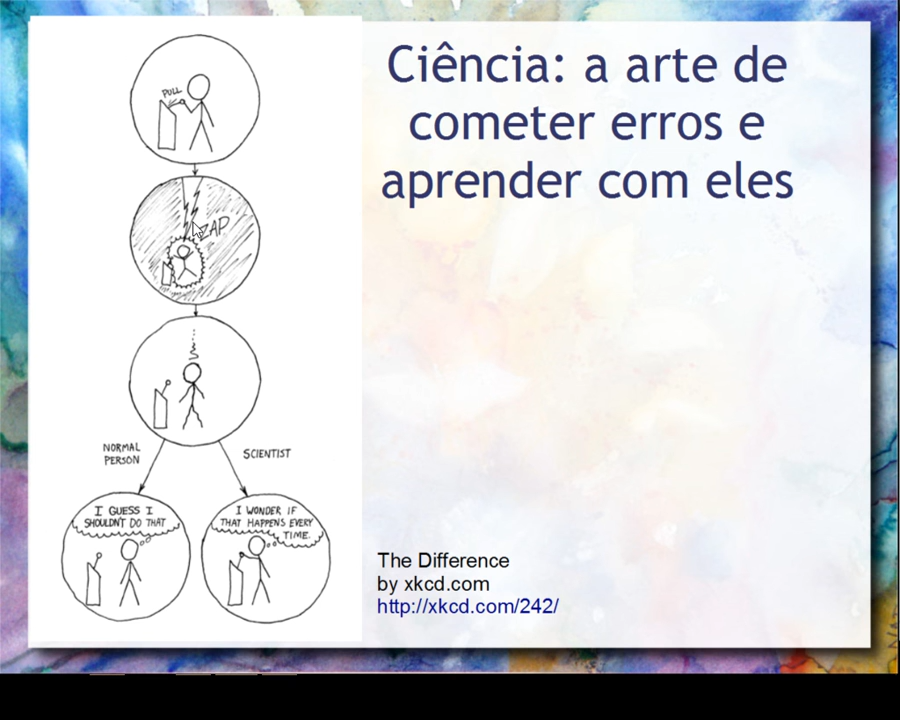 Ciência: a arte de
cometer erros e
aprender com eles
PULL
ZAP
NORMAL
PERSON
SCIENTIST
I GUESS I
SHOULDN'T DO THAT
I WONDER IF
THAT HAPPENS EVERY
TIME.
The Difference
by xkcd.com
http://xkcd.com/242/